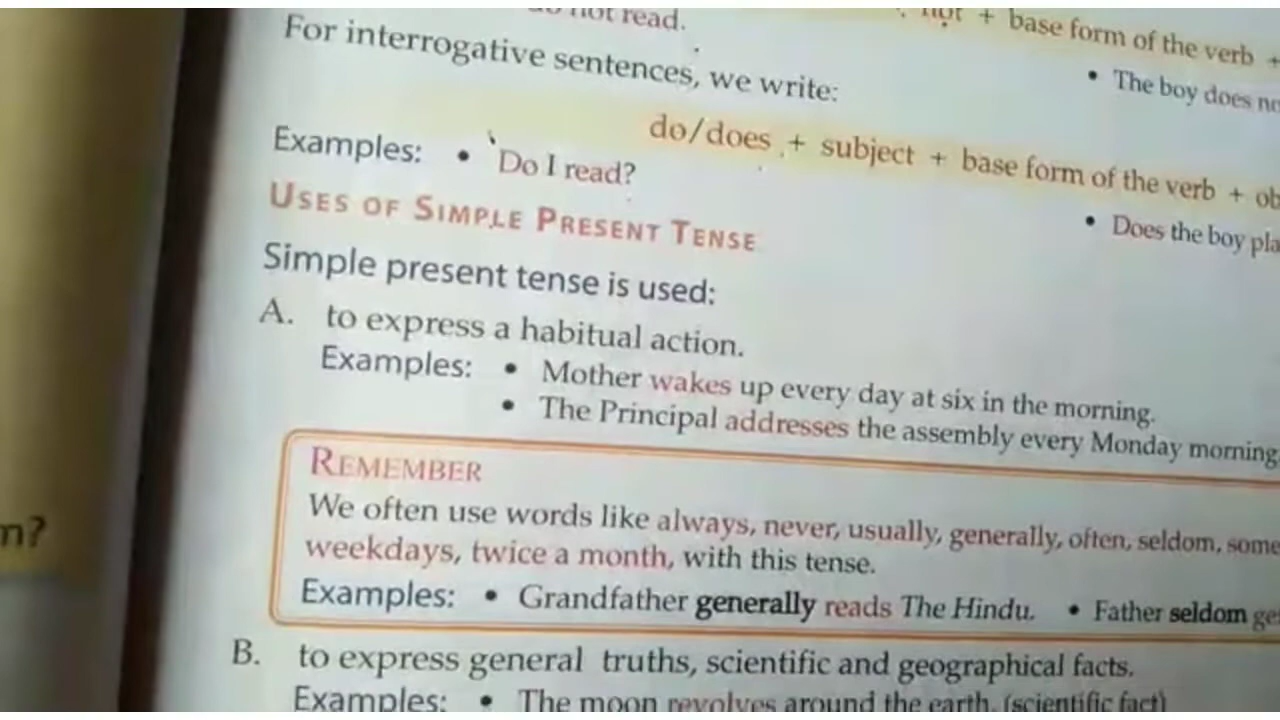 do not read.
not + base form of the verb +
For interrogative sentences, we write:
• The boy does
do/does + subject + base form of the verb +
Examples: • Do I read?
• Does the boy
USES OF SIMPLE PRESENT TENSE
Simple present tense is used:
A. to express a habitual action.
Examples: • Mother wakes up every day at six in the morning.
• The Principal addresses the assembly every Monday morning
REMEMBER
We often use words like always, never, usually, generally, often, seldom, some
weekdays, twice a month, with this tense.
Examples: • Grandfather generally reads The Hindu. • Father seldom
B. to express general truths, scientific and geographical facts.
Examples: • The moon revolves around the earth. (scientific fact)
n?